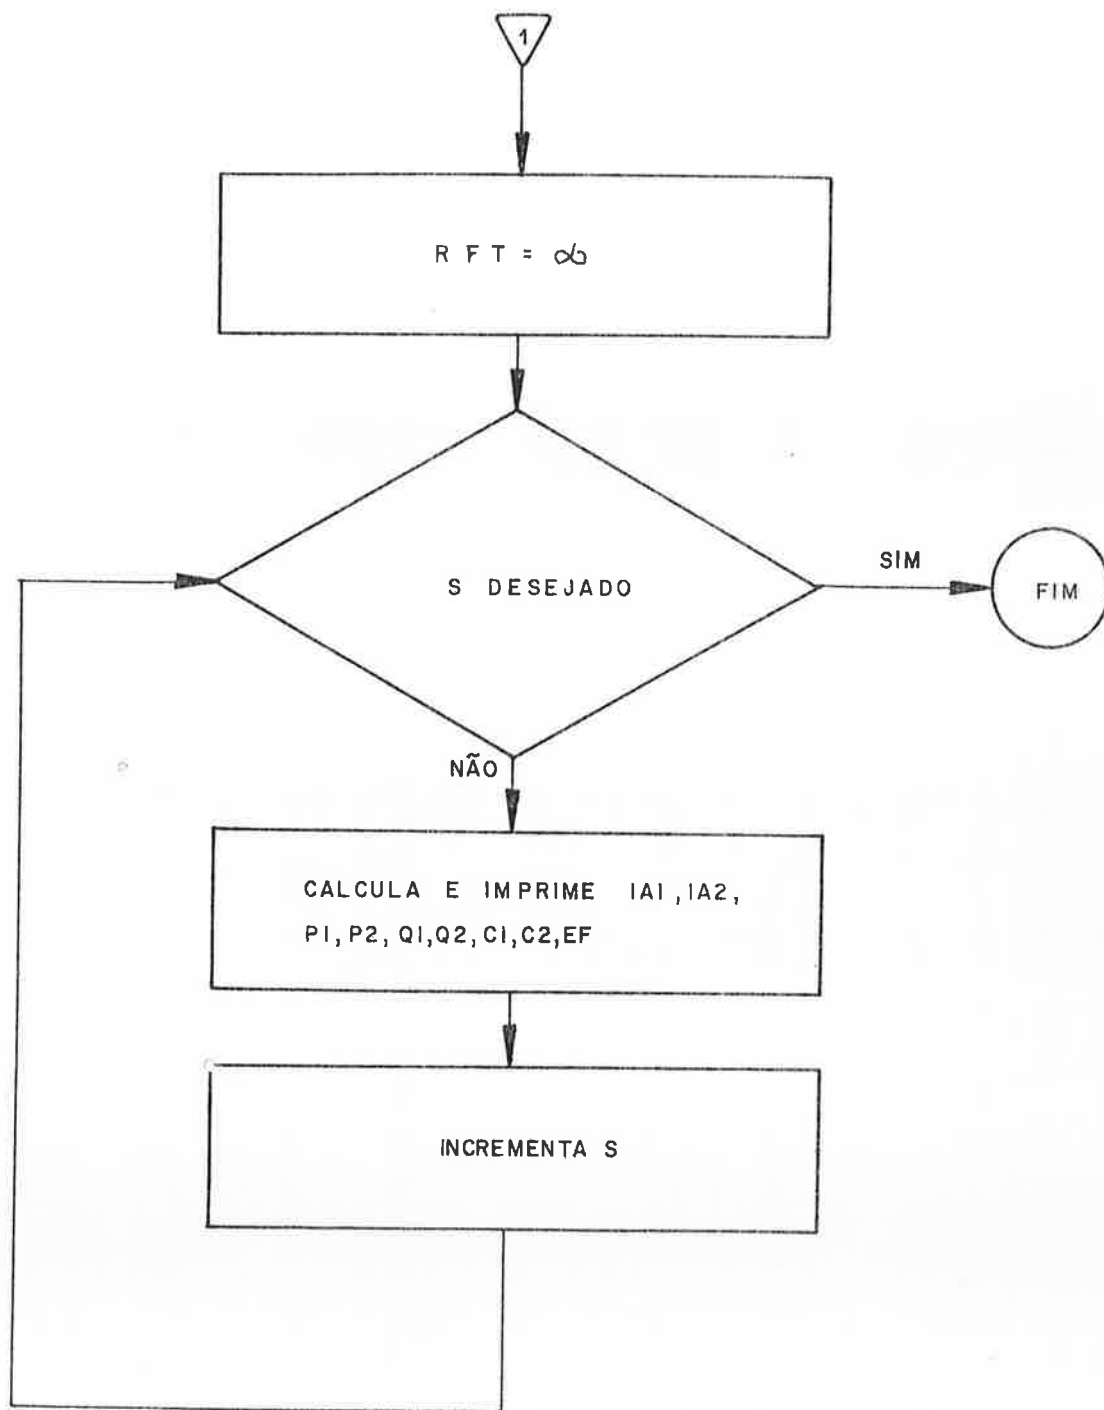 1
R F T = ∞
S DESEJADO
SIM
FIM
NÃO
CALCULA E IMPRIME IA1, IA2,
P1, P2, Q1, Q2, C1, C2, EF
INCREMENTA S